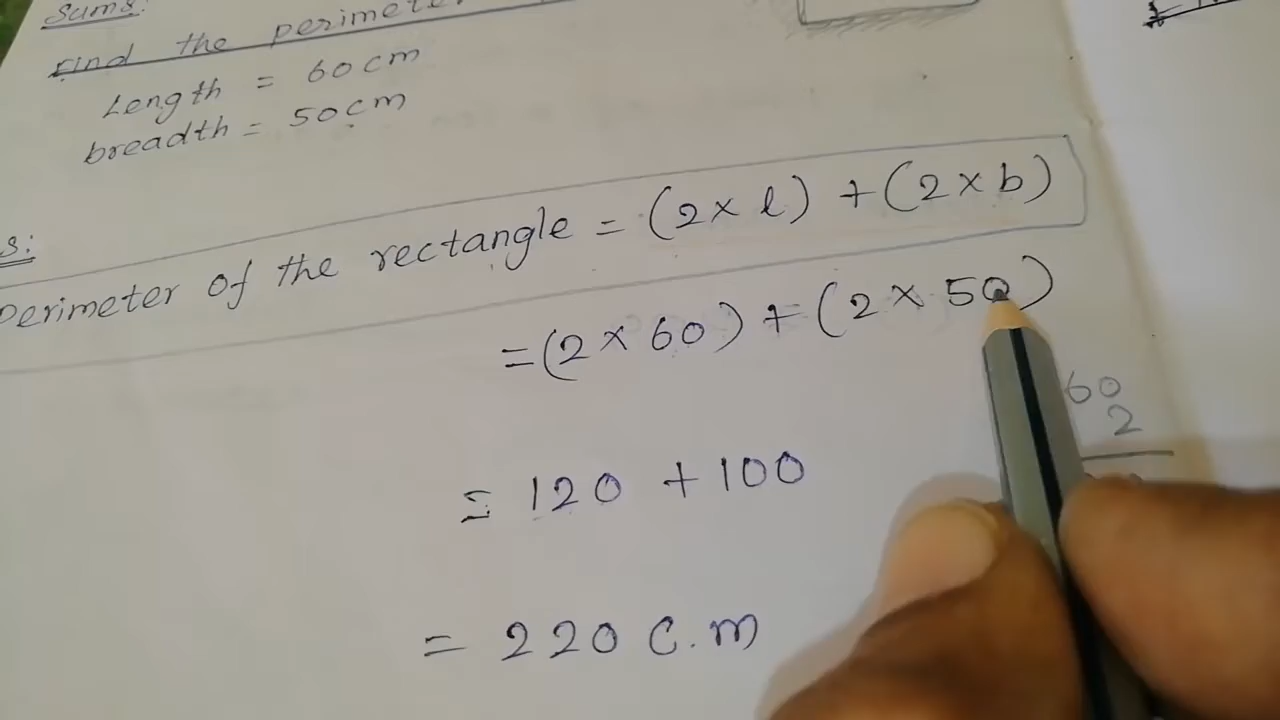 Sums:
Find the perimete
Length = 60cm
breadth = 50cm
s:
Perimeter of the rectangle = (2 × l) + (2 × b)
= (2 × 60) + (2 × 50)
60
2
= 120 + 100
= 220 C.m